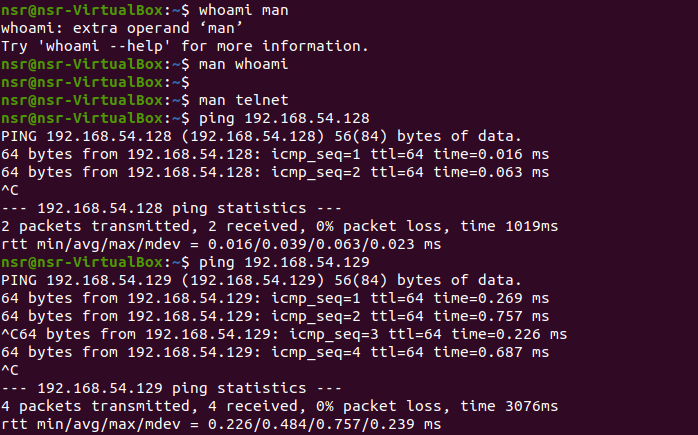 nsr@nsr-VirtualBox:~$ whoami man
whoami: extra operand ‘man’
Try 'whoami --help' for more information.
nsr@nsr-VirtualBox:~$ man whoami
nsr@nsr-VirtualBox:~$
nsr@nsr-VirtualBox:~$ man telnet
nsr@nsr-VirtualBox:~$ ping 192.168.54.128
PING 192.168.54.128 (192.168.54.128) 56(84) bytes of data.
64 bytes from 192.168.54.128: icmp_seq=1 ttl=64 time=0.016 ms
64 bytes from 192.168.54.128: icmp_seq=2 ttl=64 time=0.063 ms
^C
--- 192.168.54.128 ping statistics ---
2 packets transmitted, 2 received, 0% packet loss, time 1019ms
rtt min/avg/max/mdev = 0.016/0.039/0.063/0.023 ms
nsr@nsr-VirtualBox:~$ ping 192.168.54.129
PING 192.168.54.129 (192.168.54.129) 56(84) bytes of data.
64 bytes from 192.168.54.129: icmp_seq=1 ttl=64 time=0.269 ms
64 bytes from 192.168.54.129: icmp_seq=2 ttl=64 time=0.757 ms
^C64 bytes from 192.168.54.129: icmp_seq=3 ttl=64 time=0.226 ms
64 bytes from 192.168.54.129: icmp_seq=4 ttl=64 time=0.687 ms
^C
--- 192.168.54.129 ping statistics ---
4 packets transmitted, 4 received, 0% packet loss, time 3076ms
rtt min/avg/max/mdev = 0.226/0.484/0.757/0.239 ms